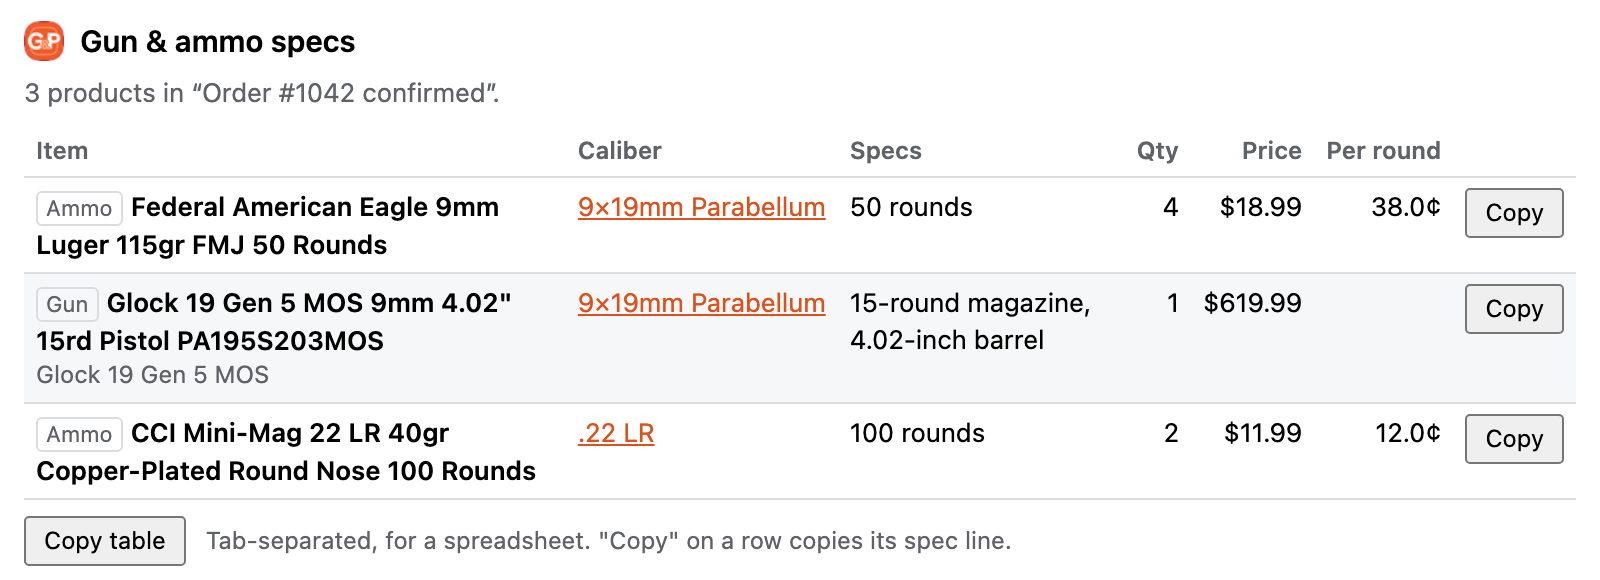 G&P Gun & ammo specs
3 products in “Order #1042 confirmed”.
Item Caliber Specs Qty Price Per round
Ammo Federal American Eagle 9mm 9×19mm Parabellum 50 rounds 4 $18.99 38.0¢ Copy
Luger 115gr FMJ 50 Rounds
Gun Glock 19 Gen 5 MOS 9mm 4.02" 9×19mm Parabellum 15-round magazine, 1 $619.99 Copy
15rd Pistol PA195S203MOS 4.02-inch barrel
Glock 19 Gen 5 MOS
Ammo CCI Mini-Mag 22 LR 40gr .22 LR 100 rounds 2 $11.99 12.0¢ Copy
Copper-Plated Round Nose 100 Rounds
Copy table Tab-separated, for a spreadsheet. "Copy" on a row copies its spec line.